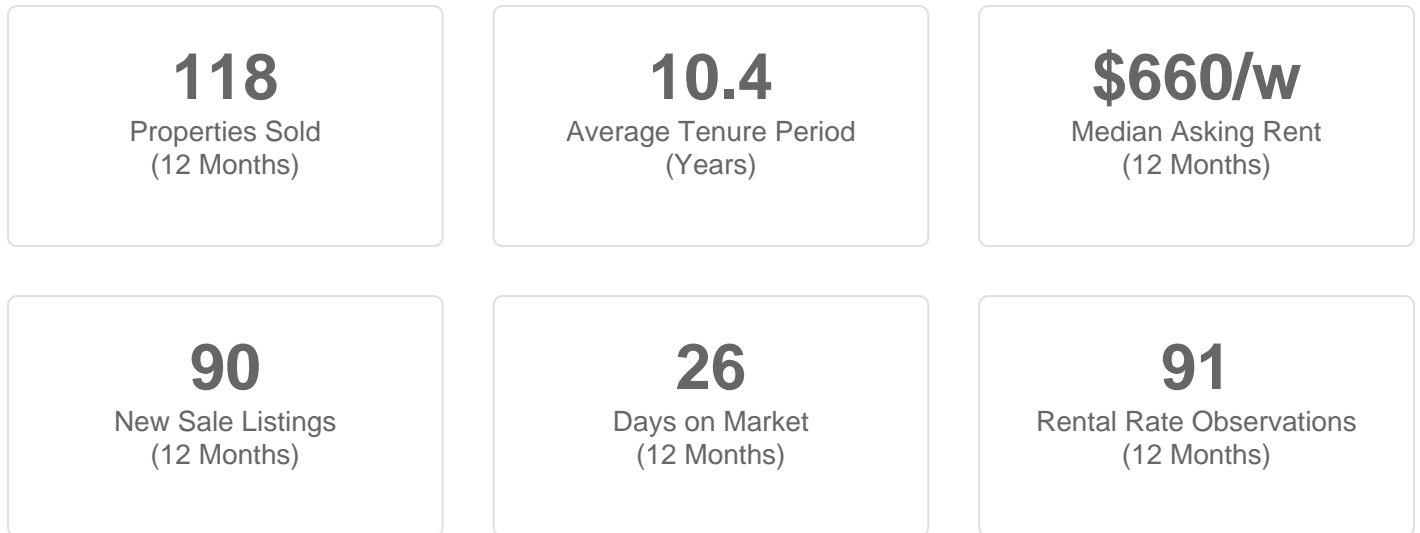 118
Properties Sold
(12 Months)
10.4
Average Tenure Period
(Years)
$660/w
Median Asking Rent
(12 Months)
90
New Sale Listings
(12 Months)
26
Days on Market
(12 Months)
91
Rental Rate Observations
(12 Months)